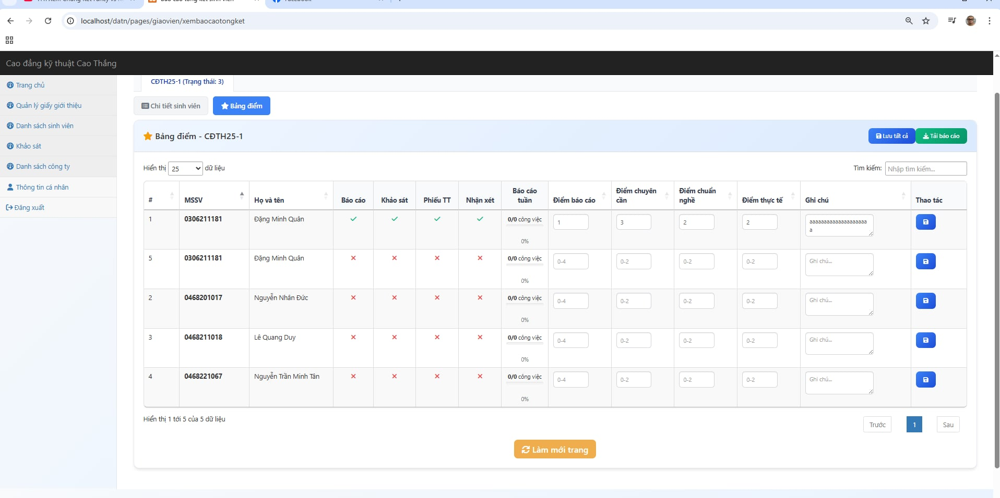 localhost/datn/pages/giaovien/xembaocaotongket
Cao đẳng kỹ thuật Cao Thắng
Trang chủ
Quản lý giấy giới thiệu
Danh sách sinh viên
Khảo sát
Danh sách công ty
Thông tin cá nhân
Đăng xuất
CĐTH25-1 (Trạng thái: 3)
Chi tiết sinh viên
Bảng điểm
Bảng điểm - CĐTH25-1
Lưu tất cả
Tải báo cáo
Hiển thị 25 dữ liệu
Tìm kiếm: Nhập tìm kiếm...
# MSSV Họ và tên Báo cáo Khảo sát Phiếu TT Nhận xét Báo cáo tuần Điểm báo cáo Điểm chuyên cần Điểm chuẩn nghề Điểm thực tế Ghi chú Thao tác
1 0306211181 Đặng Minh Quân 0/0 công việc 1 3 2 2 aaaaaaaaaaaaaaaaaaaa
a
0%
5 0306211181 Đặng Minh Quân 0/0 công việc 0-4 0-2 0-2 0-2 Ghi chú...
0%
2 0468201017 Nguyễn Nhân Đức 0/0 công việc 0-4 0-2 0-2 0-2 Ghi chú...
0%
3 0468211018 Lê Quang Duy 0/0 công việc 0-4 0-2 0-2 0-2 Ghi chú...
0%
4 0468221067 Nguyễn Trần Minh Tân 0/0 công việc 0-4 0-2 0-2 0-2 Ghi chú...
0%
Hiển thị 1 tới 5 của 5 dữ liệu
Trước 1 Sau
Làm mới trang